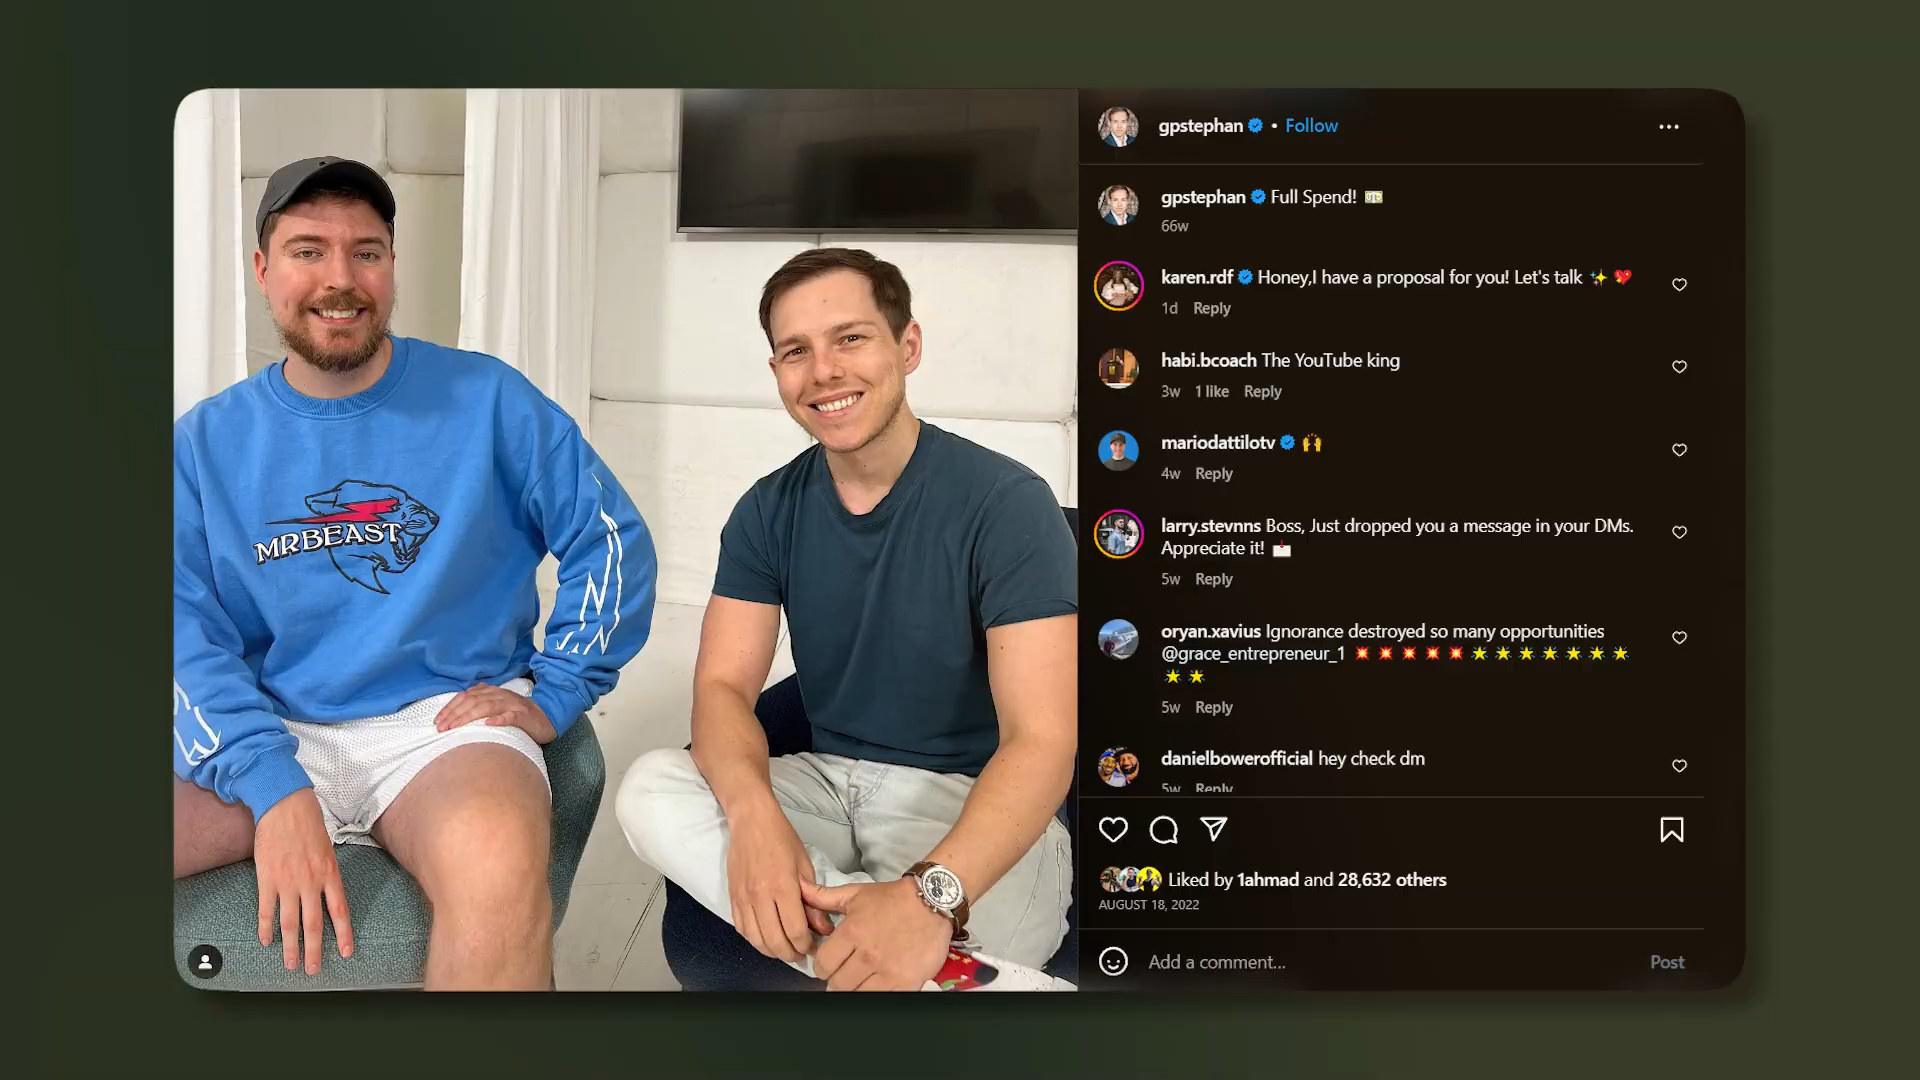 MRBEAST
gpstephan • Follow
gpstephan Full Spend! 💵
66w
karen.rdf Honey,I have a proposal for you! Let's talk ✨ 💖
1d Reply
habi.bcoach The YouTube king
3w 1 like Reply
mariodattilotv 🙌
4w Reply
larry.stevnns Boss, Just dropped you a message in your DMs.
Appreciate it! 📩
5w Reply
oryan.xavius Ignorance destroyed so many opportunities
@grace_entrepreneur_1 💥 💥 💥 💥 💥 🌟 🌟 🌟 🌟 🌟 🌟 🌟
🌟 🌟
5w Reply
danielbowerofficial hey check dm
5w Reply
Liked by 1ahmad and 28,632 others
AUGUST 18, 2022
Add a comment... Post